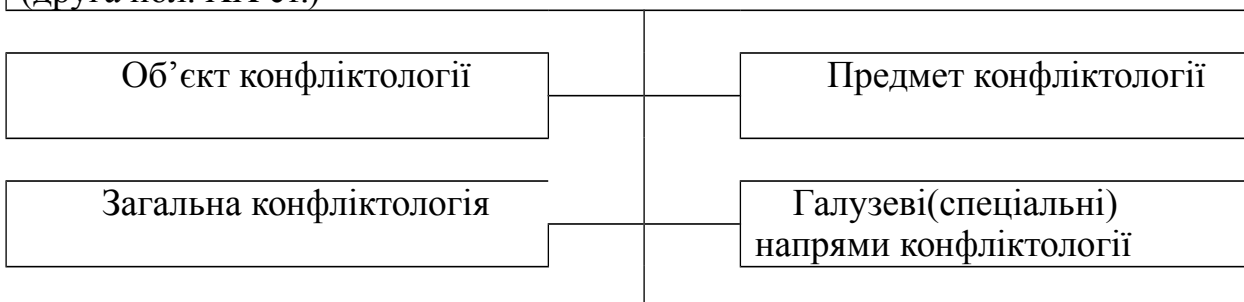 Об’єкт конфліктології
Предмет конфліктології
Загальна конфліктологія
Галузеві(спеціальні)
напрями конфліктології